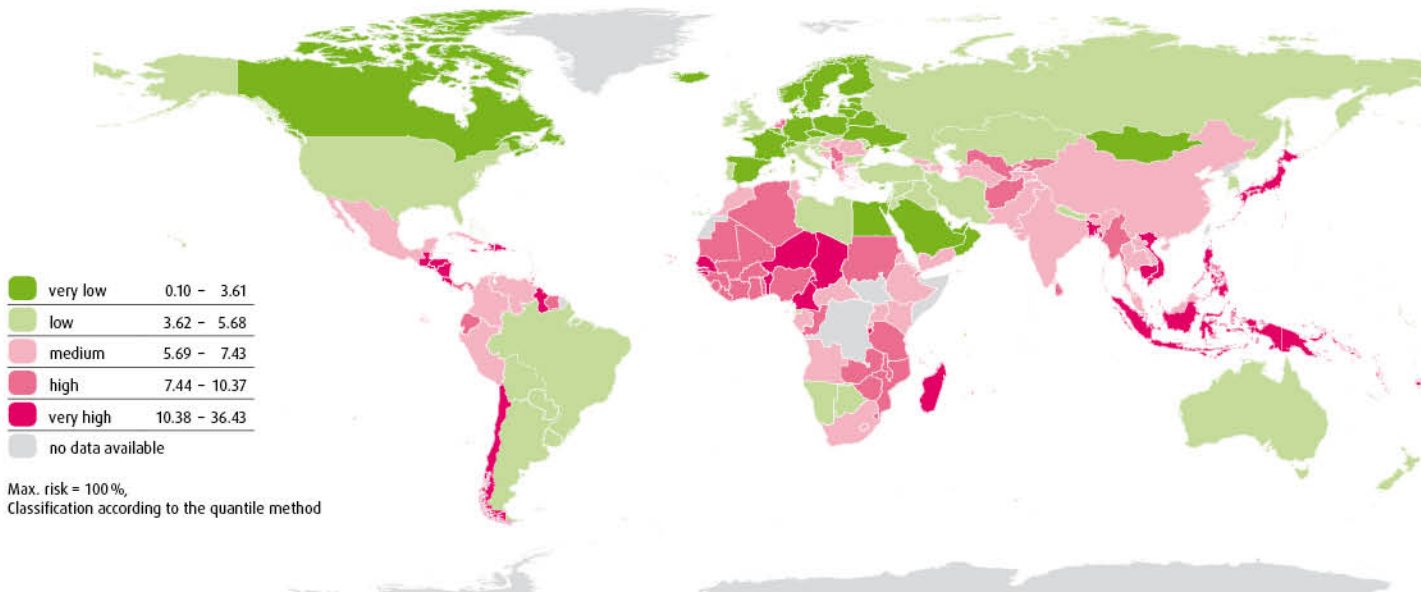 very low 0.10 – 3.61
low 3.62 – 5.68
medium 5.69 – 7.43
high 7.44 – 10.37
very high 10.38 – 36.43
no data available
Max. risk = 100 %,
Classification according to the quantile method